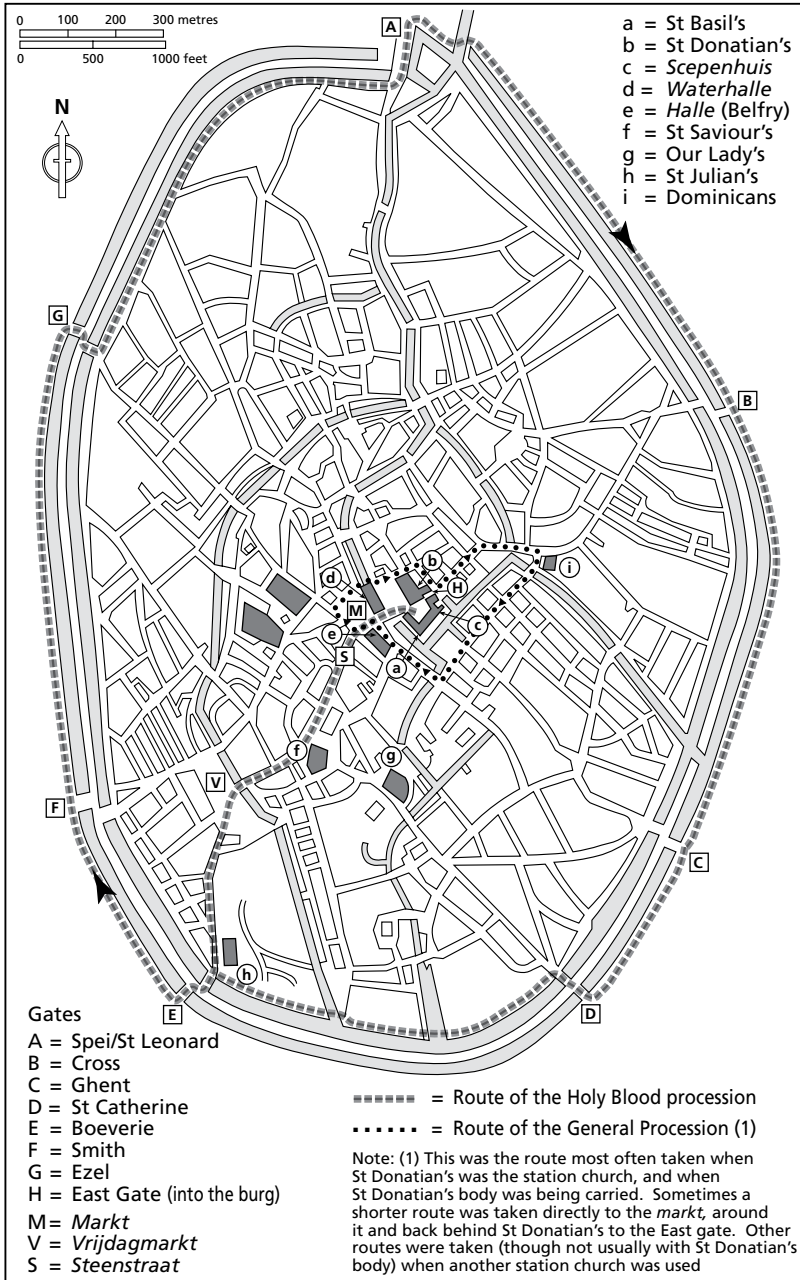 0 100 200 300 metres
0 500 1000 feet
N
a = St Basil's
b = St Donatian's
c = Scepenhuis
d = Waterhalle
e = Halle (Belfry)
f = St Saviour's
g = Our Lady's
h = St Julian's
i = Dominicans
A
G
B
b
i
d
H
M
e
c
S
a
f
g
V
F
C
h
E
D
Gates
A = Spei/St Leonard
B = Cross
C = Ghent
D = St Catherine
E = Boeverie
F = Smith
G = Ezel
H = East Gate (into the burg)
M = Markt
V = Vrijdagmarkt
S = Steenstraat
= Route of the Holy Blood procession
= Route of the General Procession (1)
Note: (1) This was the route most often taken when
St Donatian's was the station church, and when
St Donatian's body was being carried. Sometimes a
shorter route was taken directly to the markt, around
it and back behind St Donatian's to the East gate. Other
routes were taken (though not usually with St Donatian's
body) when another station church was used